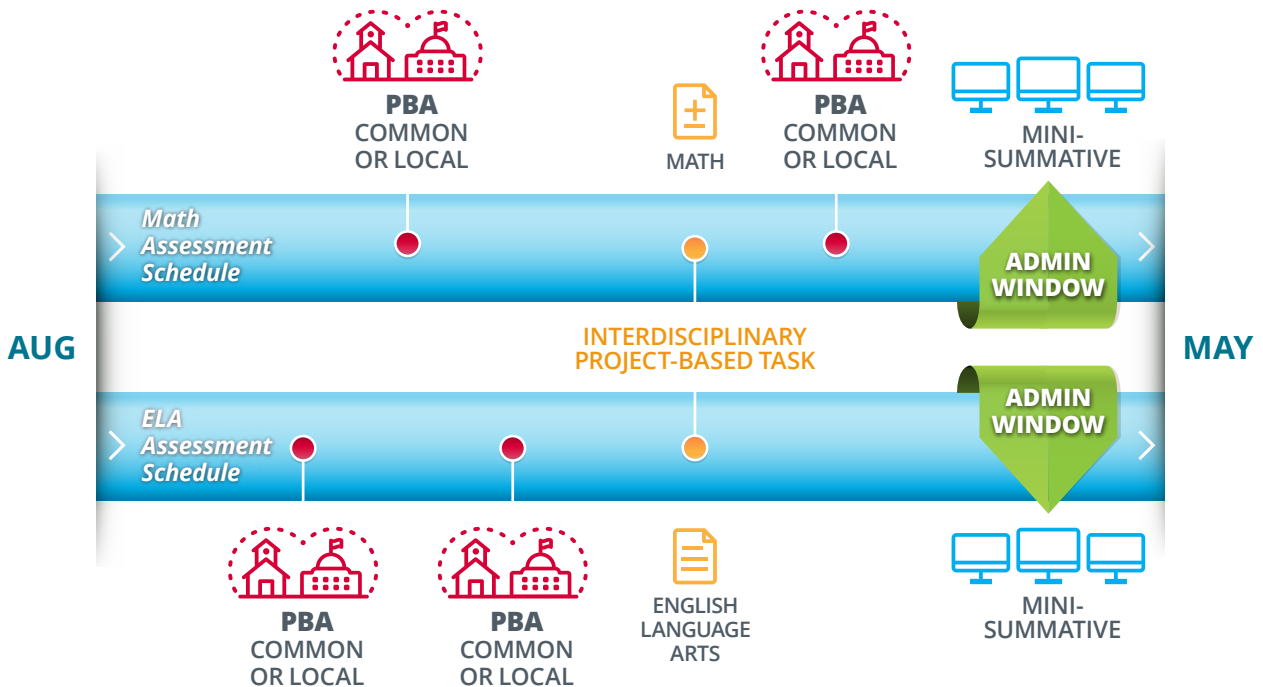 PBA
COMMON
OR LOCAL
MATH
PBA
COMMON
OR LOCAL
MINI-
SUMMATIVE
Math
Assessment
Schedule
ADMIN
WINDOW
AUG
INTERDISCIPLINARY
PROJECT-BASED TASK
MAY
ELA
Assessment
Schedule
ADMIN
WINDOW
PBA
COMMON
OR LOCAL
PBA
COMMON
OR LOCAL
ENGLISH
LANGUAGE
ARTS
MINI-
SUMMATIVE